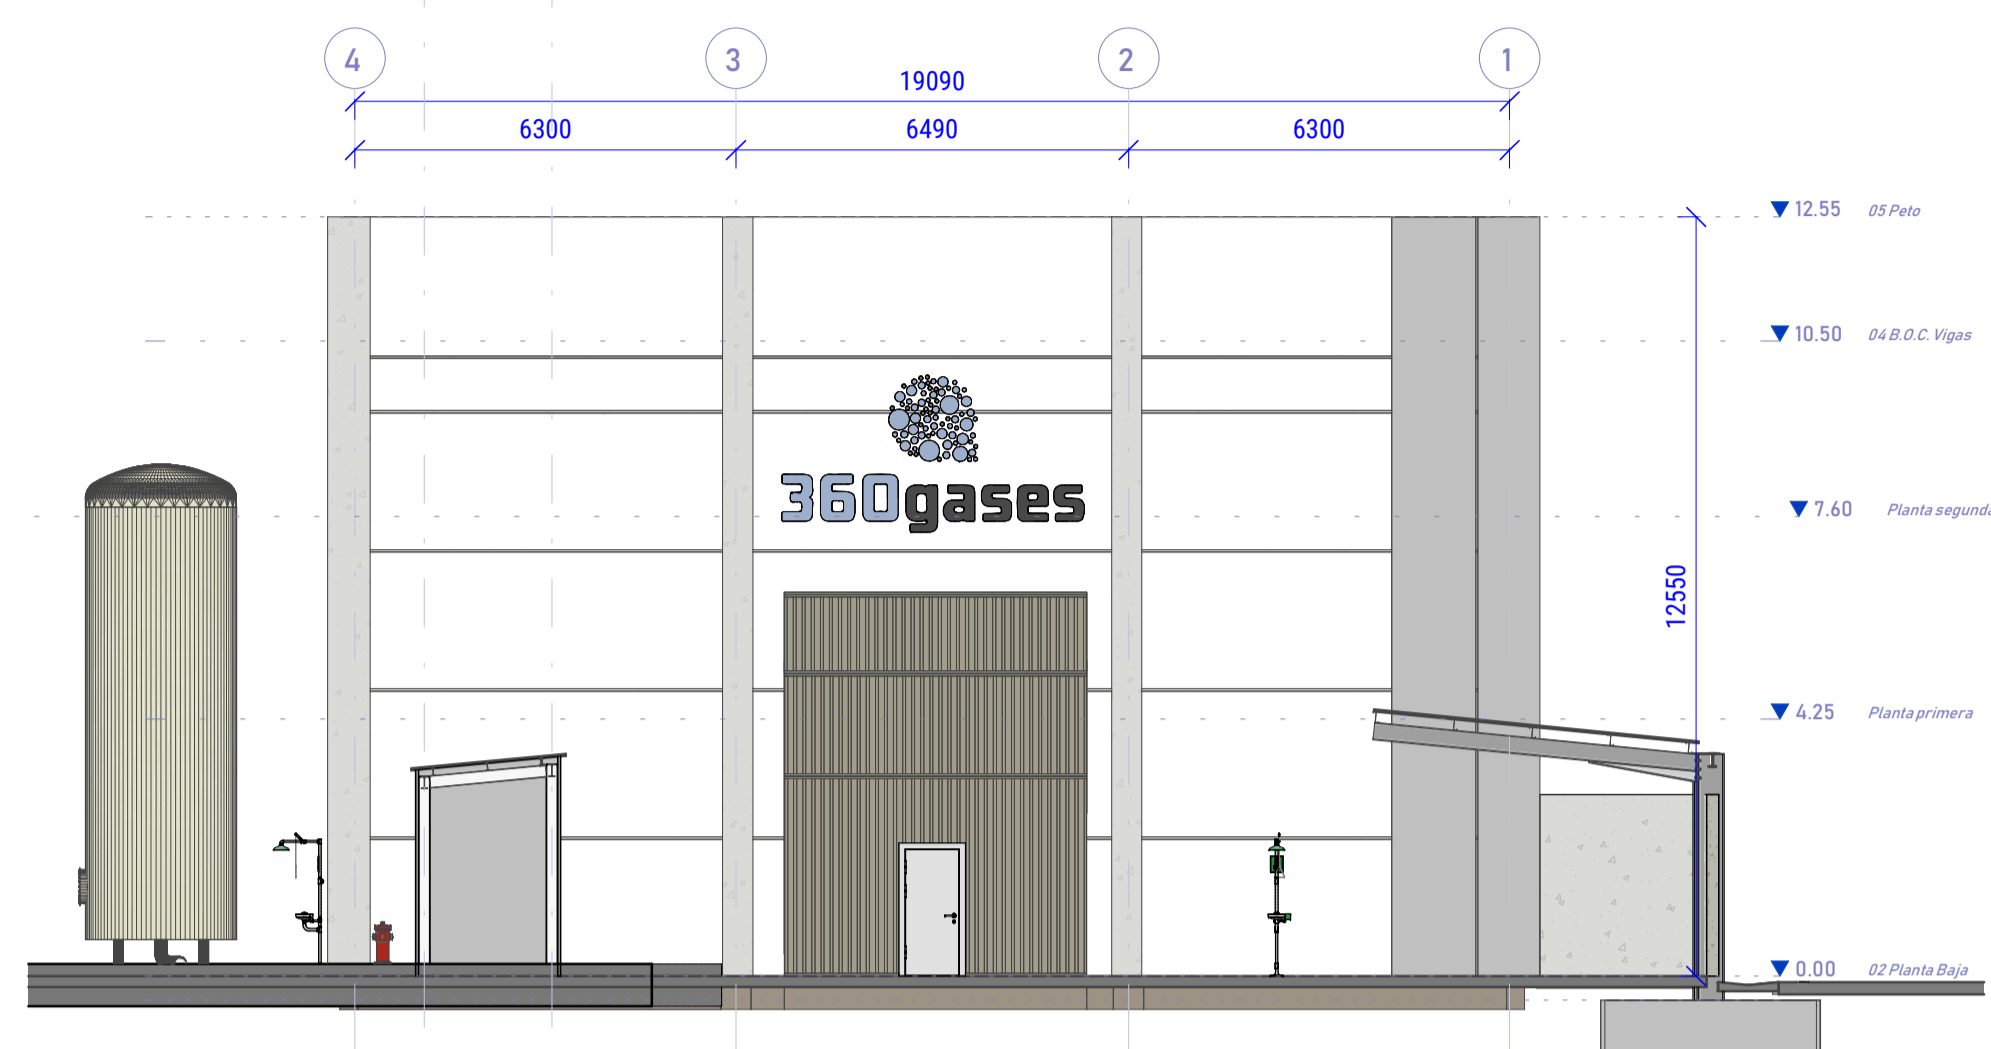 4 3 2 1
19090
6300 6490 6300
12.55 05 Peto
10.50 04 B.O.C. Vigas
360gases
7.60 Planta segunda
12550
4.25 Planta primera
0.00 02 Planta Baja